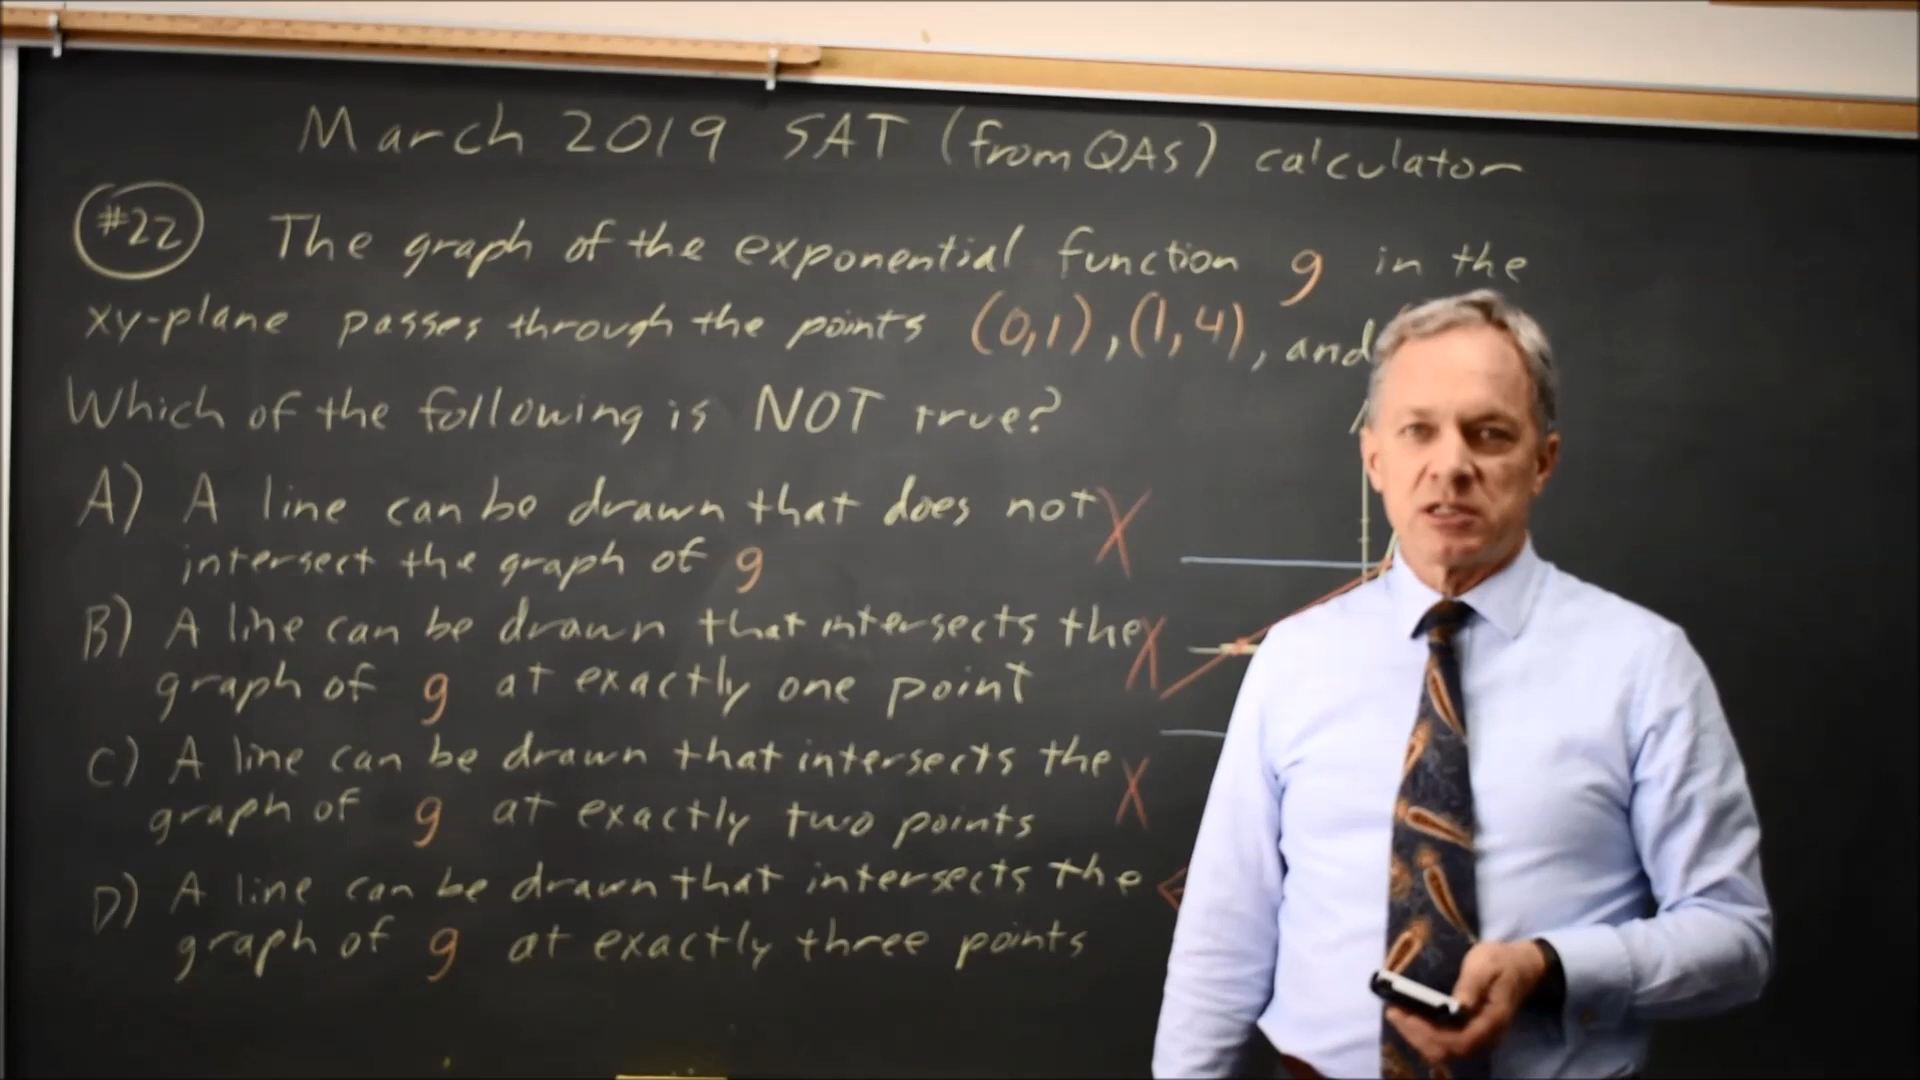 March 2019 SAT (from QAS) calculator
#22 The graph of the exponential function g in the
xy-plane passes through the points (0,1), (1,4), and
Which of the following is NOT true?
A) A line can be drawn that does not X
intersect the graph of g
B) A line can be drawn that intersects the X
graph of g at exactly one point
C) A line can be drawn that intersects the X
graph of g at exactly two points
D) A line can be drawn that intersects the
graph of g at exactly three points